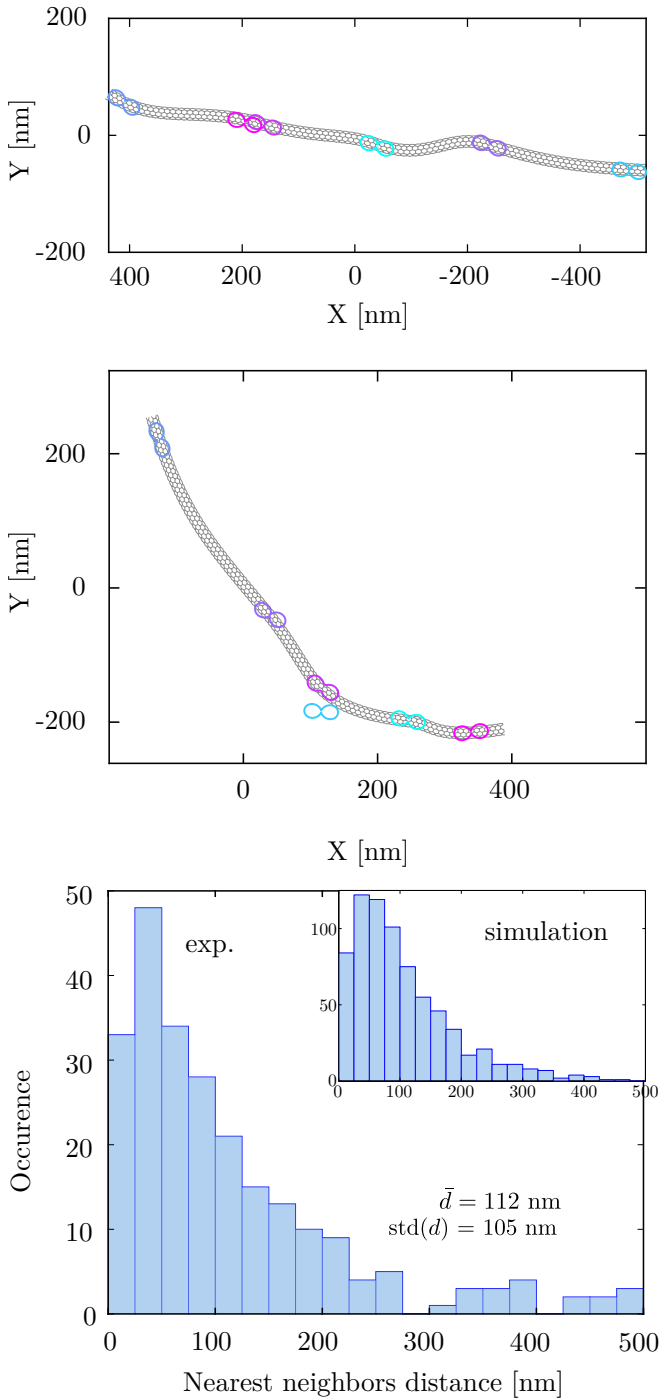 200
0
-200
Y [nm]
400 200 0 -200 -400
X [nm]
200
0
-200
Y [nm]
0 200 400
X [nm]
60
50
40
30
20
10
0
Occurence
exp.
simulation
100
50
0
0 100 200 300 400 500
d̄ = 112 nm
std(d) = 105 nm
0 100 200 300 400 500
Nearest neighbors distance [nm]